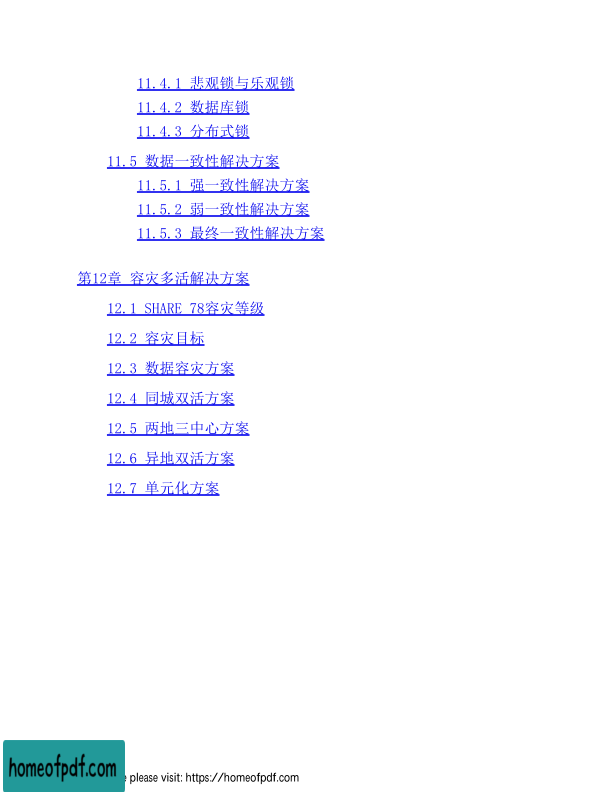 11.4.1 悲观锁与乐观锁
11.4.2 数据库锁
11.4.3 分布式锁
11.5 数据一致性解决方案
11.5.1 强一致性解决方案
11.5.2 弱一致性解决方案
11.5.3 最终一致性解决方案
第12章 容灾多活解决方案
12.1 SHARE 78容灾等级
12.2 容灾目标
12.3 数据容灾方案
12.4 同城双活方案
12.5 两地三中心方案
12.6 异地双活方案
12.7 单元化方案
homeofpdf.com
please visit: https://homeofpdf.com